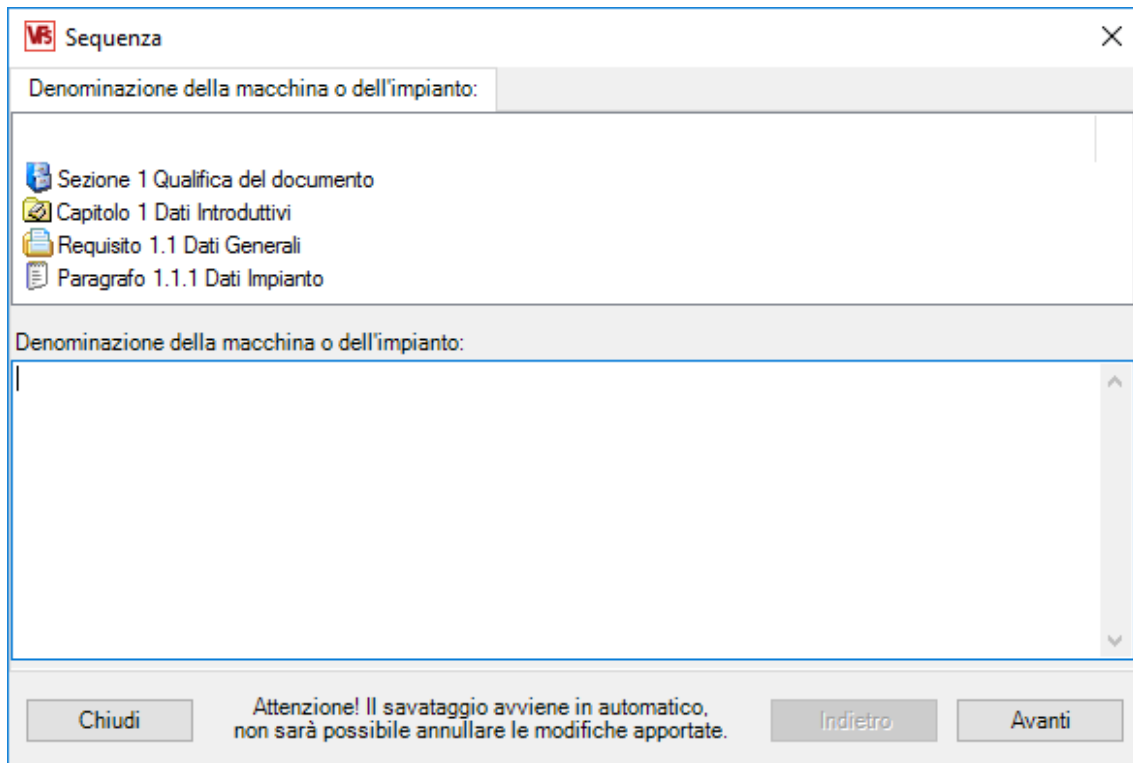 VFs Sequenza
Denominazione della macchina o dell'impianto:
Sezione 1 Qualifica del documento
Capitolo 1 Dati Introduttivi
Requisito 1.1 Dati Generali
Paragrafo 1.1.1 Dati Impianto
Denominazione della macchina o dell'impianto:
Chiudi
Attenzione! Il savataggio avviene in automatico,
non sarà possibile annullare le modifiche apportate.
Indietro
Avanti